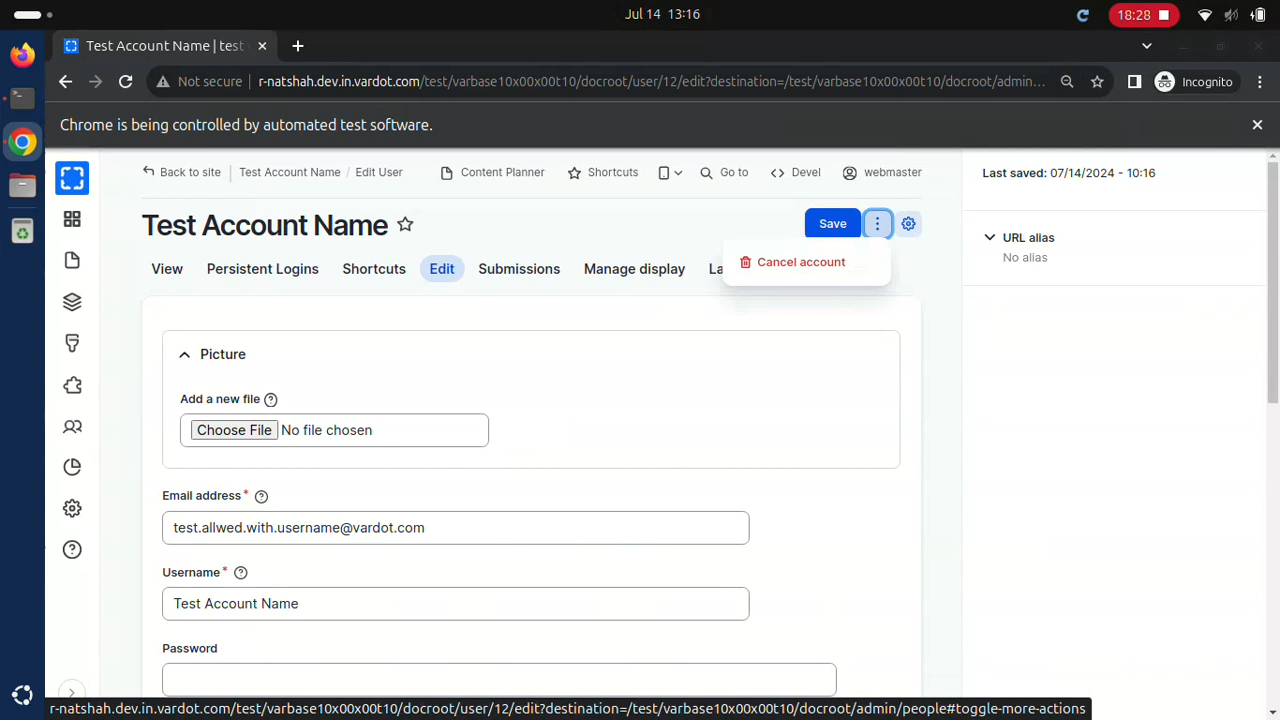 Jul 14 13:16
18:28
Test Account Name | test
Not secure
r-natshah.dev.in.vardot.com/test/varbase10x00x00t10/docroot/user/12/edit?destination=/test/varbase10x00x00t10/docroot/admin...
Incognito
Chrome is being controlled by automated test software.
Back to site
Test Account Name / Edit User
Content Planner
Shortcuts
Go to
Devel
webmaster
Last saved: 07/14/2024 - 10:16
Test Account Name
Save
URL alias
No alias
Cancel account
View
Persistent Logins
Shortcuts
Edit
Submissions
Manage display
La
Picture
Add a new file
Choose File No file chosen
Email address*
test.allwed.with.username@vardot.com
Username*
Test Account Name
Password
r-natshah.dev.in.vardot.com/test/varbase10x00x00t10/docroot/user/12/edit?destination=/test/varbase10x00x00t10/docroot/admin/people#toggle-more-actions